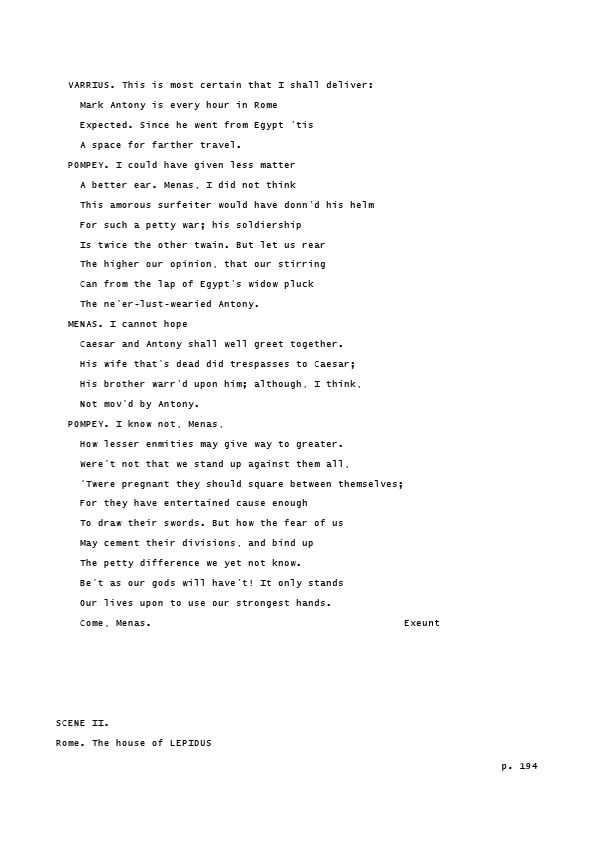 VARRIUS. This is most certain that I shall deliver:
Mark Antony is every hour in Rome
Expected. Since he went from Egypt 'tis
A space for farther travel.
POMPEY. I could have given less matter
A better ear. Menas, I did not think
This amorous surfeiter would have donn'd his helm
For such a petty war; his soldiership
Is twice the other twain. But let us rear
The higher our opinion, that our stirring
Can from the lap of Egypt's widow pluck
The ne'er-lust-wearied Antony.
MENAS. I cannot hope
Caesar and Antony shall well greet together.
His wife that's dead did trespasses to Caesar;
His brother warr'd upon him; although, I think,
Not mov'd by Antony.
POMPEY. I know not, Menas,
How lesser enmities may give way to greater.
Were't not that we stand up against them all,
'Twere pregnant they should square between themselves;
For they have entertained cause enough
To draw their swords. But how the fear of us
May cement their divisions, and bind up
The petty difference we yet not know.
Be't as our gods will have't! It only stands
Our lives upon to use our strongest hands.
Come, Menas. Exeunt
SCENE II.
Rome. The house of LEPIDUS
p. 194